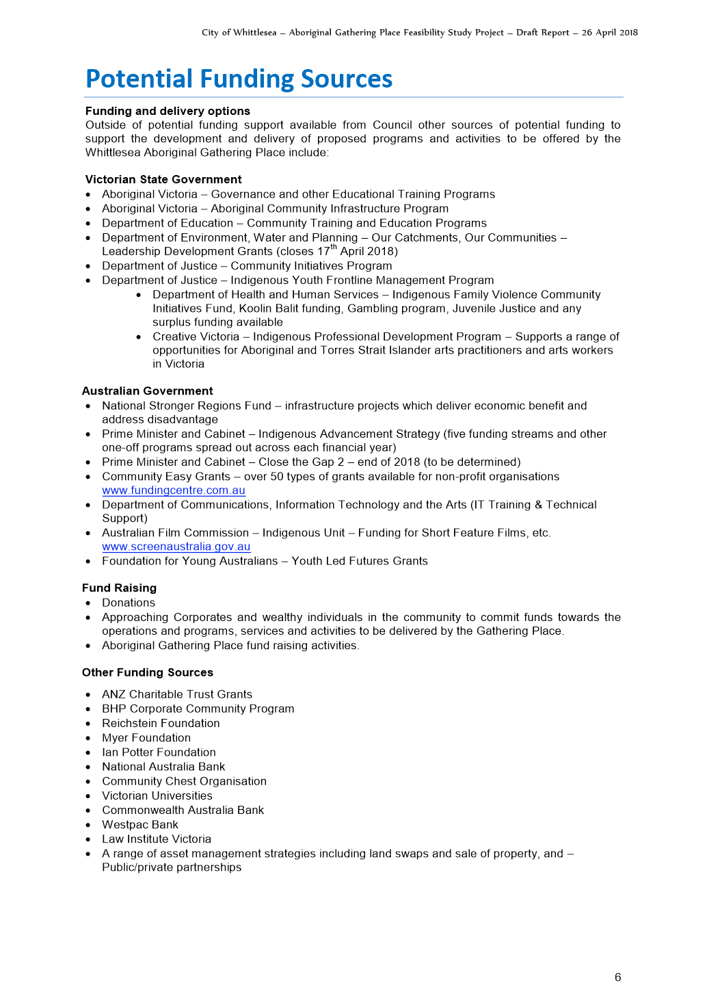 City of Whittlesea – Aboriginal Gathering Place Feasibility Study Project – Draft Report – 26 April 2018
Potential Funding Sources
Funding and delivery options
Outside of potential funding support available from Council other sources of potential funding to
support the development and delivery of proposed programs and activities to be offered by the
Whittlesea Aboriginal Gathering Place include:
Victorian State Government
• Aboriginal Victoria – Governance and other Educational Training Programs
• Aboriginal Victoria – Aboriginal Community Infrastructure Program
• Department of Education – Community Training and Education Programs
• Department of Environment, Water and Planning – Our Catchments, Our Communities –
Leadership Development Grants (closes 17th April 2018)
• Department of Justice – Community Initiatives Program
• Department of Justice – Indigenous Youth Frontline Management Program
• Department of Health and Human Services – Indigenous Family Violence Community
Initiatives Fund, Koolin Balit funding, Gambling program, Juvenile Justice and any
surplus funding available
• Creative Victoria – Indigenous Professional Development Program – Supports a range of
opportunities for Aboriginal and Torres Strait Islander arts practitioners and arts workers
in Victoria
Australian Government
• National Stronger Regions Fund – infrastructure projects which deliver economic benefit and
address disadvantage
• Prime Minister and Cabinet – Indigenous Advancement Strategy (five funding streams and other
one-off programs spread out across each financial year)
• Prime Minister and Cabinet – Close the Gap 2 – end of 2018 (to be determined)
• Community Easy Grants – over 50 types of grants available for non-profit organisations
www.fundingcentre.com.au
• Department of Communications, Information Technology and the Arts (IT Training & Technical
Support)
• Australian Film Commission – Indigenous Unit – Funding for Short Feature Films, etc.
www.screenaustralia.gov.au
• Foundation for Young Australians – Youth Led Futures Grants
Fund Raising
• Donations
• Approaching Corporates and wealthy individuals in the community to commit funds towards the
operations and programs, services and activities to be delivered by the Gathering Place.
• Aboriginal Gathering Place fund raising activities.
Other Funding Sources
• ANZ Charitable Trust Grants
• BHP Corporate Community Program
• Reichstein Foundation
• Myer Foundation
• Ian Potter Foundation
• National Australia Bank
• Community Chest Organisation
• Victorian Universities
• Commonwealth Australia Bank
• Westpac Bank
• Law Institute Victoria
• A range of asset management strategies including land swaps and sale of property, and –
Public/private partnerships
6